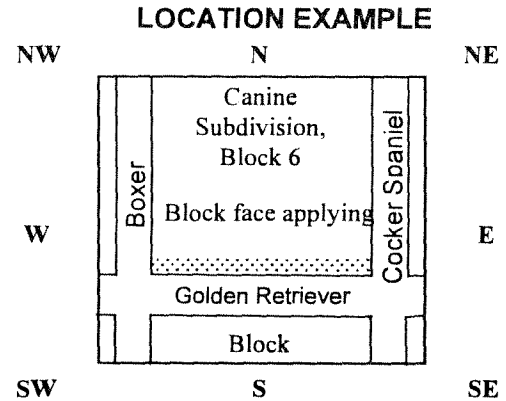 LOCATION EXAMPLE
NW N NE
Canine
Subdivision,
Block 6
Boxer
Cocker Spaniel
Block face applying
W E
Golden Retriever
Block
SW S SE